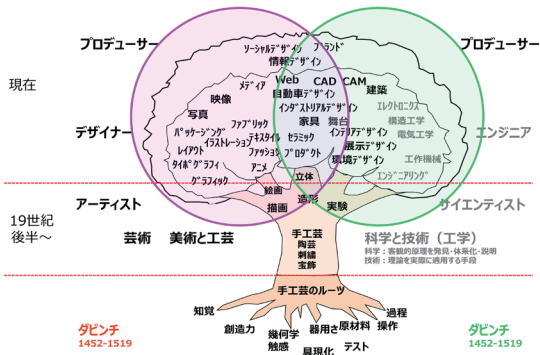 プロデューサー
プロデューサー
ソーシャルデザイン
ブランド
情報デザイン
現在
メディア
Web
CAD
CAM
建築
映像
自動車デザイン
写真
インダストリアルデザイン
エレクトロニクス
ファブリック
家具
舞台
構造工学
デザイナー
パッケージング
テキスタイル
セラミック
インテリアデザイン
電気工学
エンジニア
イラストレーション
レイアウト
ファッション
プロダクト
展示デザイン
タイポグラフィ
アニメ
環境デザイン
工作機械
グラフィック
立体
エンジニアリング
絵画
造形
アーティスト
描画
実験
サイエンティスト
19世紀
後半~
芸術
美術と工芸
手工芸
陶芸
刺繍
宝飾
科学と技術（工学）
科学：客観的原理を発見・体系化・説明
技術：理論を実際に適用する手段
手工芸のルーツ
知覚
過程
創造力
操作
ダビンチ
1452-1519
幾何学
触感
器用さ
原材料
具現化
テスト
ダビンチ
1452-1519